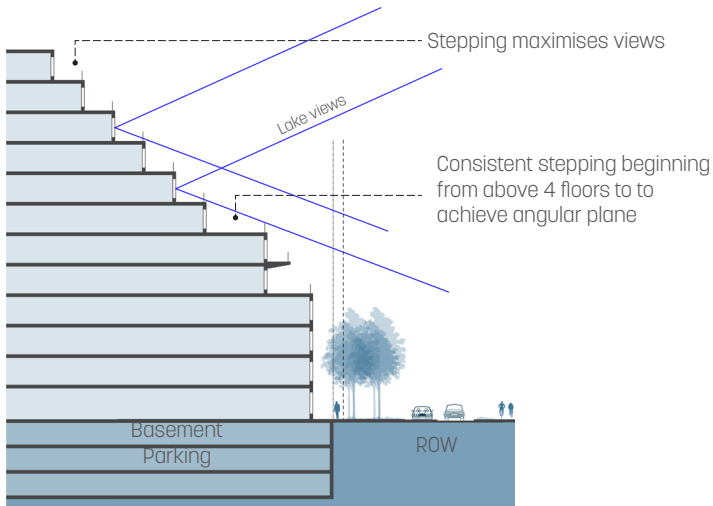 Stepping maximises views
Lake views
Consistent stepping beginning
from above 4 floors to to
achieve angular plane
Basement
Parking
ROW